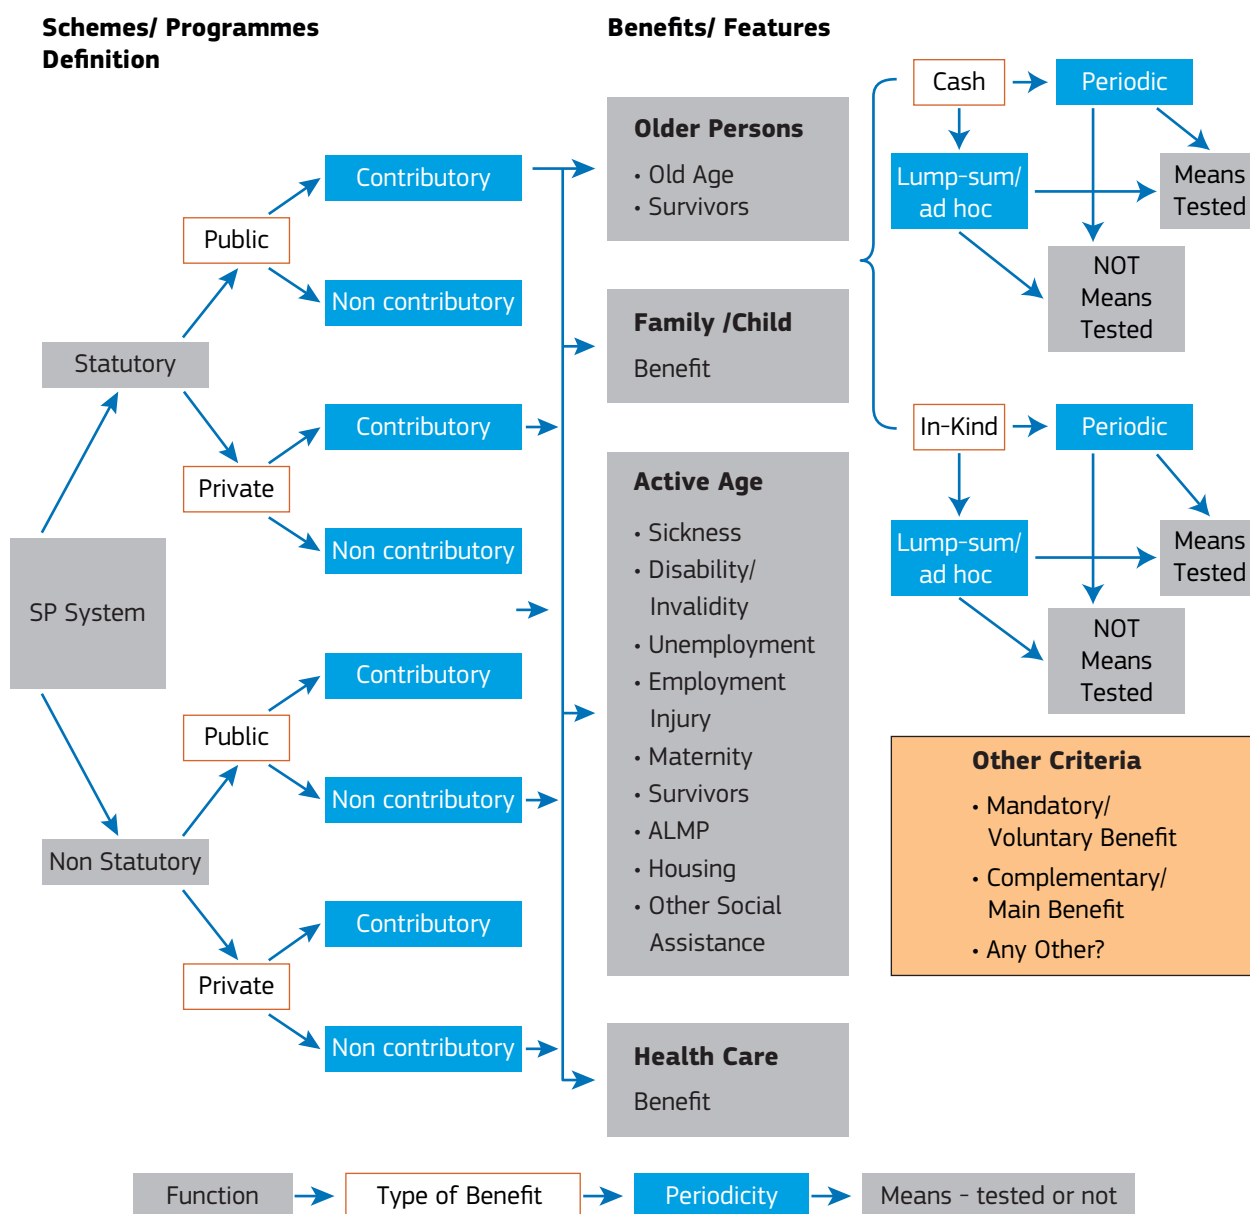 Schemes/ Programmes
Definition
Benefits/ Features
SP System
Statutory
Public
Contributory
Non contributory
Private
Contributory
Non contributory
Non Statutory
Public
Contributory
Non contributory
Private
Contributory
Non contributory
Older Persons
• Old Age
• Survivors
Family /Child
Benefit
Active Age
• Sickness
• Disability/
Invalidity
• Unemployment
• Employment
Injury
• Maternity
• Survivors
• ALMP
• Housing
• Other Social
Assistance
Health Care
Benefit
Cash
Periodic
Lump-sum/
ad hoc
Means
Tested
NOT
Means
Tested
In-Kind
Periodic
Lump-sum/
ad hoc
Means
Tested
NOT
Means
Tested
Other Criteria
• Mandatory/
Voluntary Benefit
• Complementary/
Main Benefit
• Any Other?
Function
Type of Benefit
Periodicity
Means - tested or not